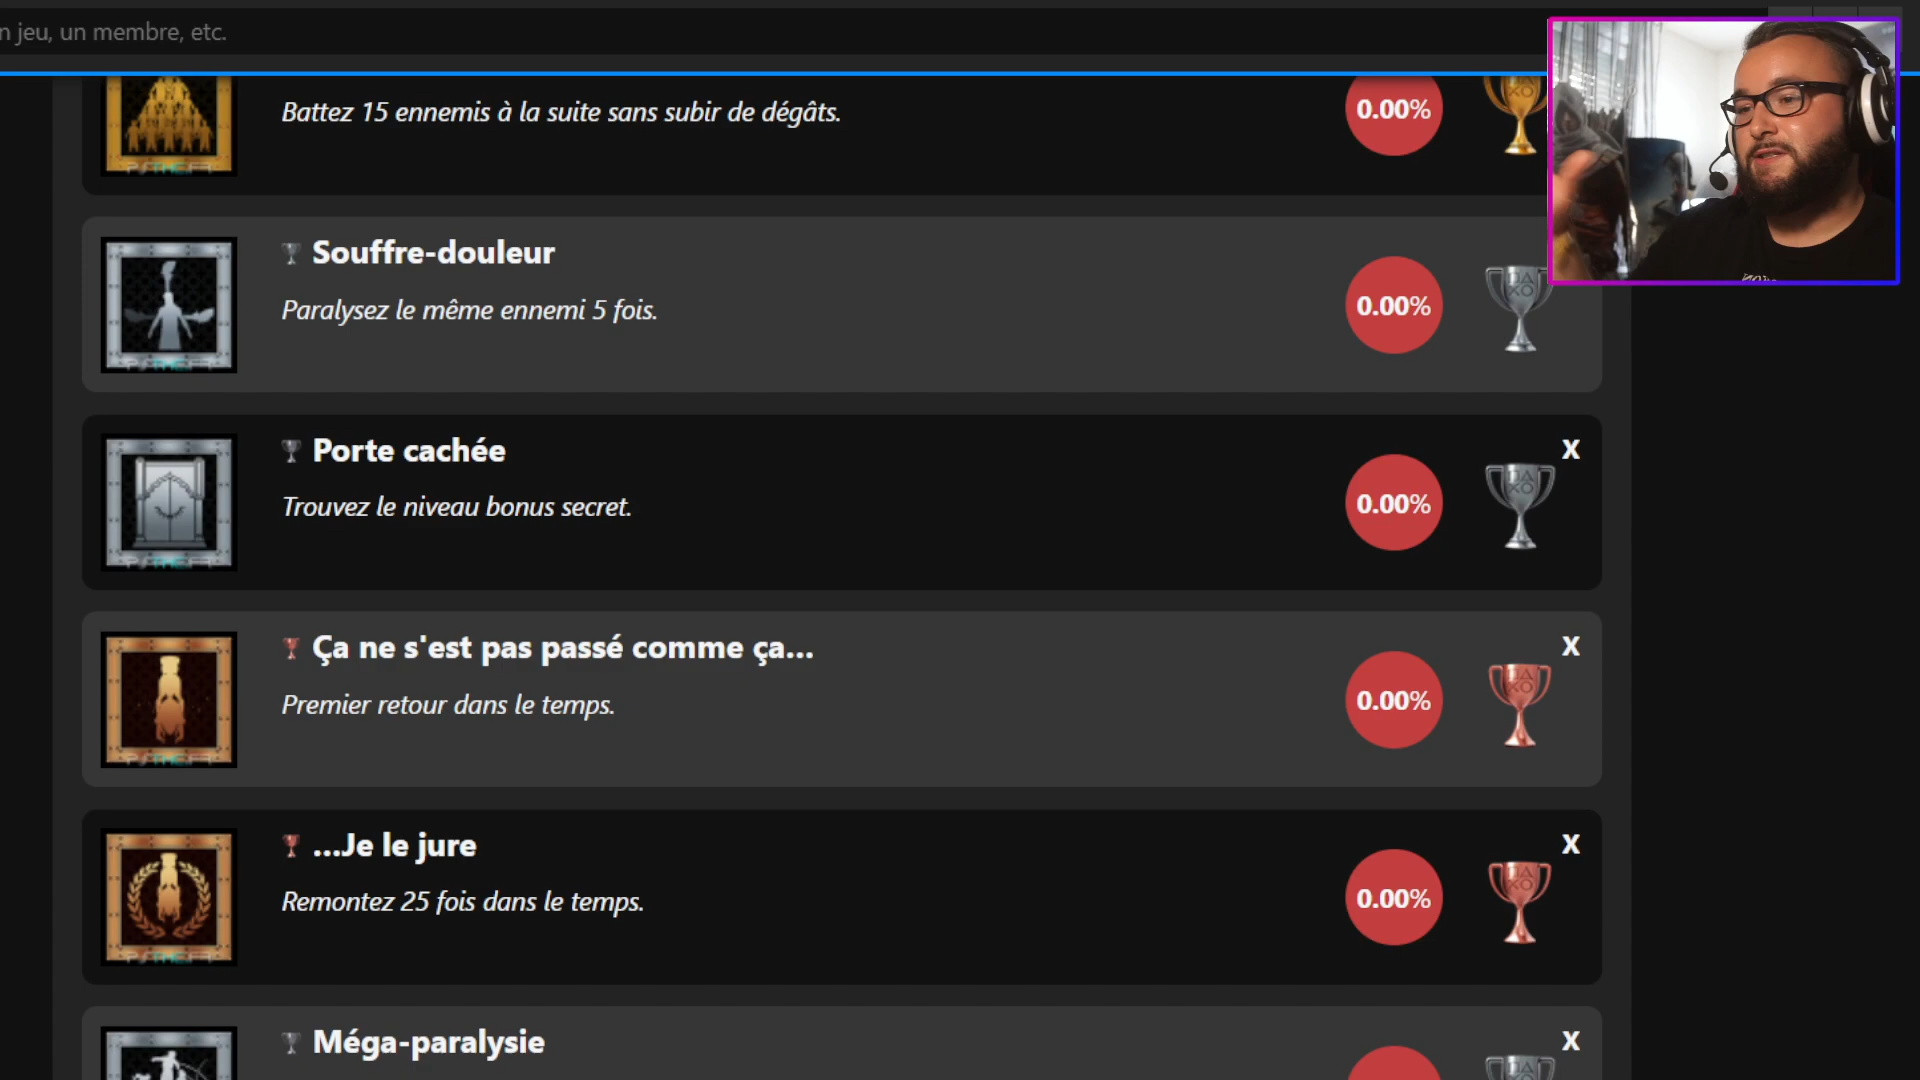 n jeu, un membre, etc.
Battez 15 ennemis à la suite sans subir de dégâts.
0.00%
Souffre-douleur
Paralysez le même ennemi 5 fois.
0.00%
Porte cachée
X
Trouvez le niveau bonus secret.
0.00%
Ça ne s'est pas passé comme ça...
X
Premier retour dans le temps.
0.00%
...Je le jure
X
Remontez 25 fois dans le temps.
0.00%
Méga-paralysie
X